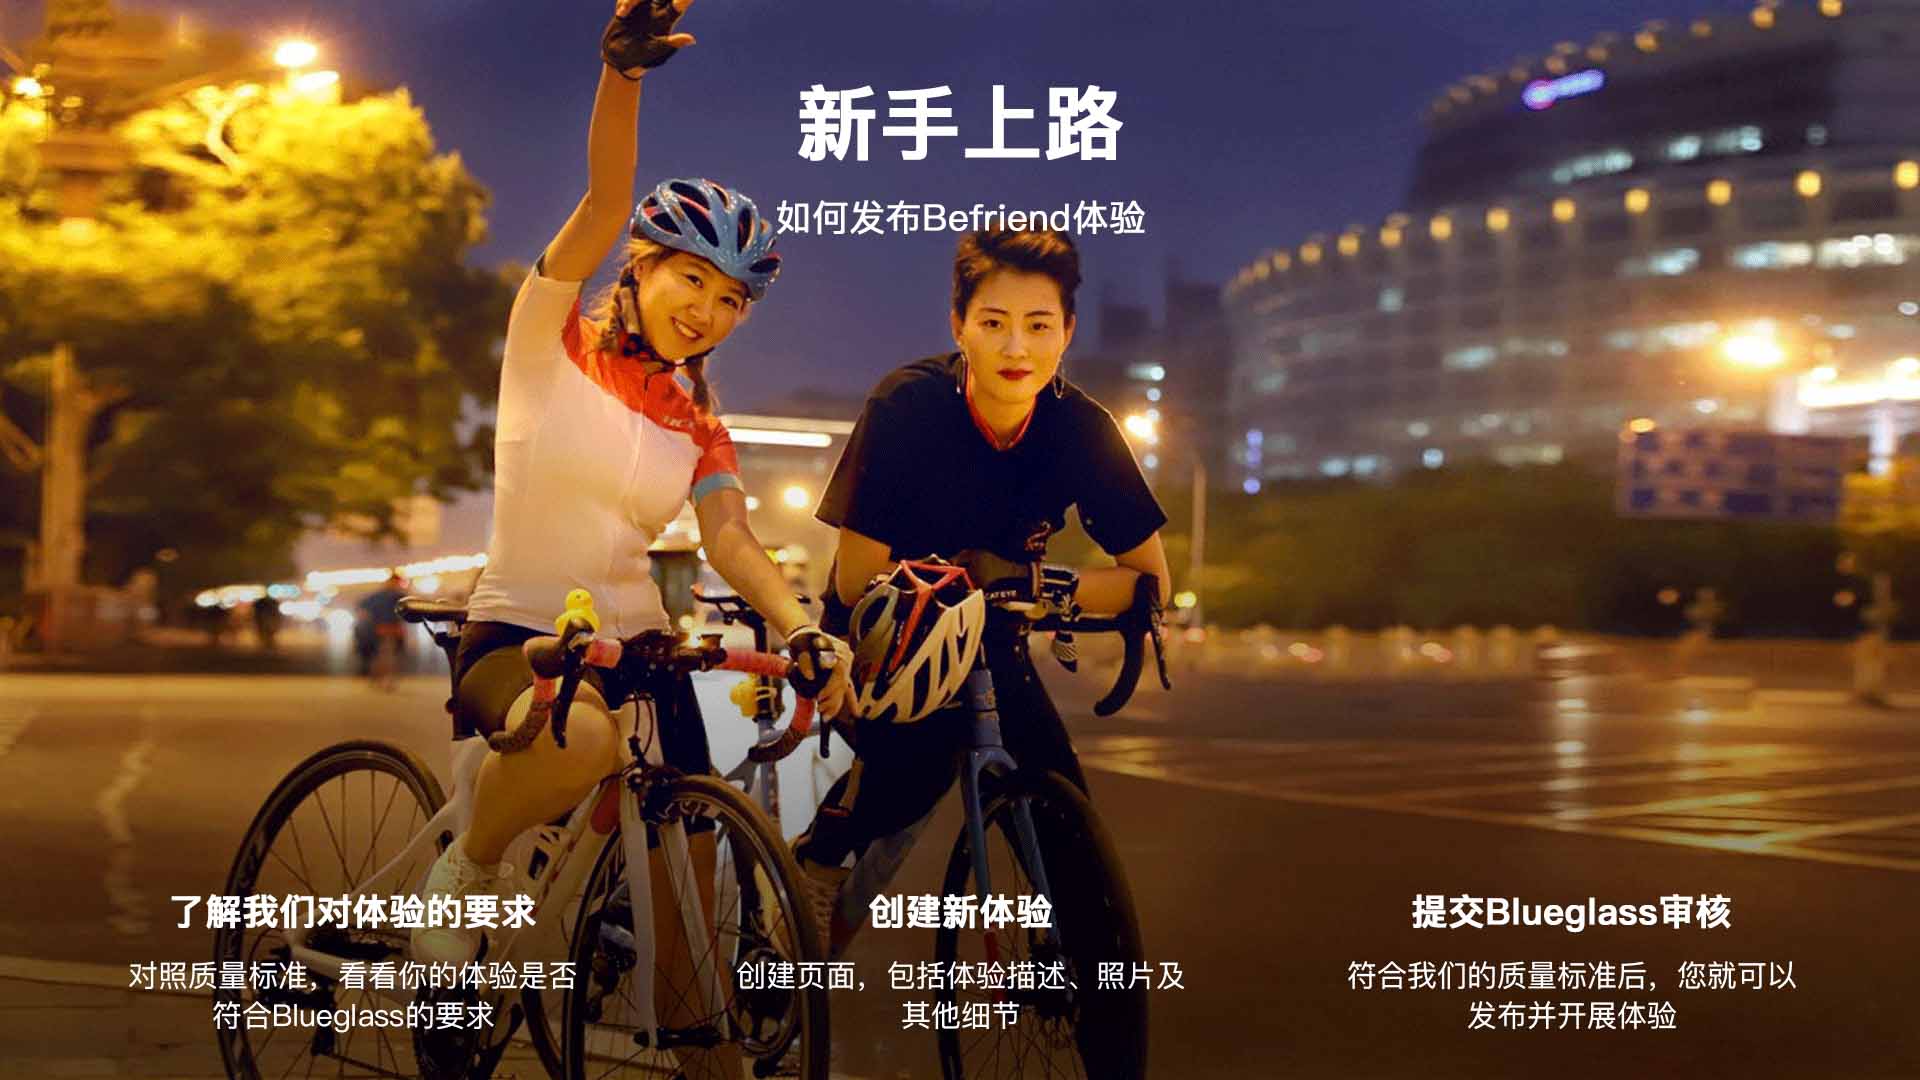 新手上路
如何发布Befriend体验
CATEYE
了解我们对体验的要求
对照质量标准，看看你的体验是否
符合Blueglass的要求
创建新体验
创建页面，包括体验描述、照片及
其他细节
提交Blueglass审核
符合我们的质量标准后，您就可以
发布并开展体验